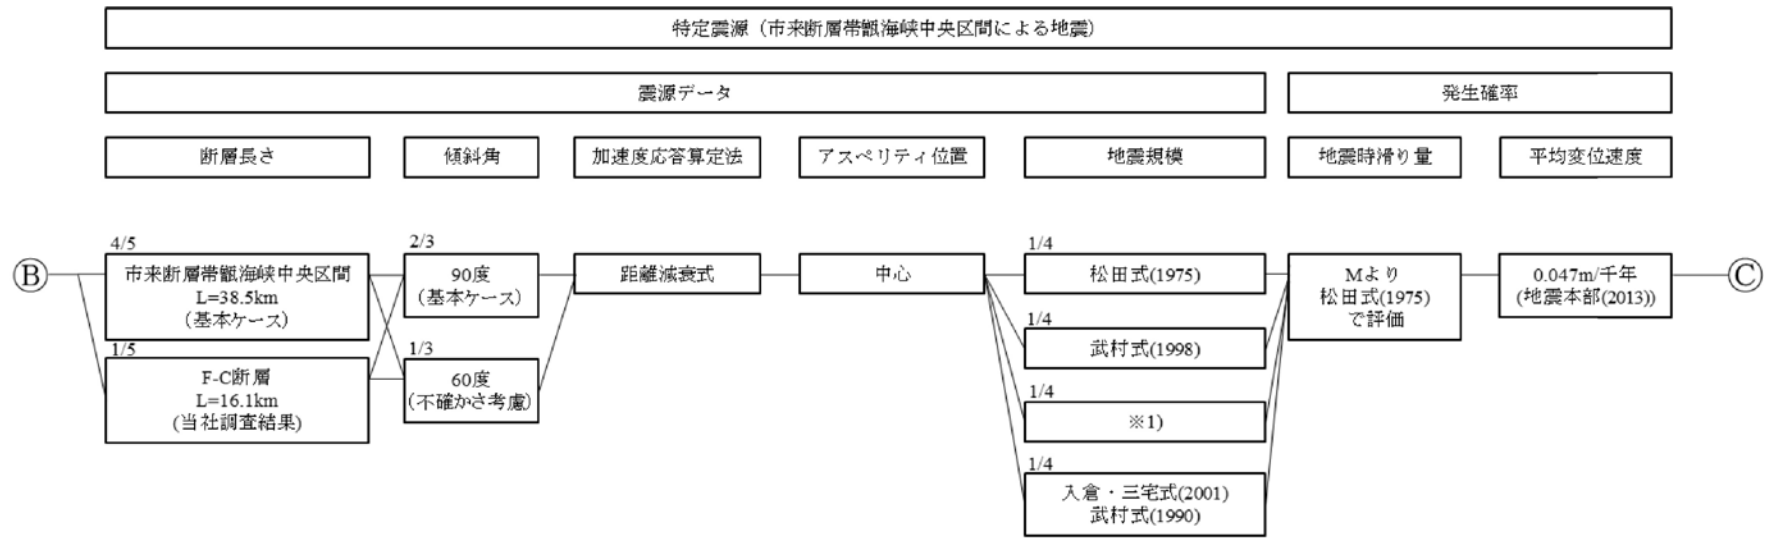 特定震源（市来断層帯甑海峡中央区間による地震）
震源データ
発生確率
断層長さ
傾斜角
加速度応答算定法
アスペリティ位置
地震規模
地震時滑り量
平均変位速度
B
4/5
市来断層帯甑海峡中央区間
L=38.5km
（基本ケース）
1/5
F-C断層
L=16.1km
(当社調査結果)
2/3
90度
（基本ケース）
1/3
60度
（不確かさ考慮）
距離減衰式
中心
1/4
松田式(1975)
1/4
武村式(1998)
1/4
※1)
1/4
入倉・三宅式(2001)
武村式(1990)
Mより
松田式(1975)
で評価
0.047m/千年
(地震本部(2013))
C